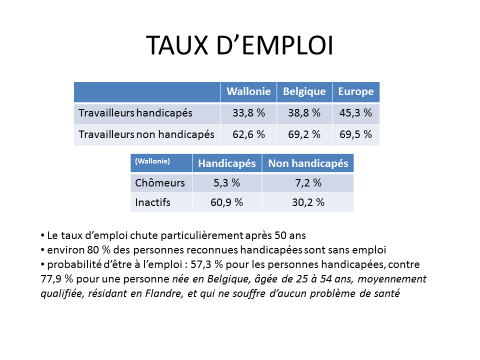 TAUX D'EMPLOI
Wallonie Belgique Europe
Travailleurs handicapés 33,8 % 38,8 % 45,3 %
Travailleurs non handicapés 62,6 % 69,2 % 69,5 %
(Wallonie) Handicapés Non handicapés
Chômeurs 5,3 % 7,2 %
Inactifs 60,9 % 30,2 %
• Le taux d'emploi chute particulièrement après 50 ans
• environ 80 % des personnes reconnues handicapées sont sans emploi
• probabilité d'être à l'emploi : 57,3 % pour les personnes handicapées, contre
77,9 % pour une personne née en Belgique, âgée de 25 à 54 ans, moyennement
qualifiée, résidant en Flandre, et qui ne souffre d'aucun problème de santé